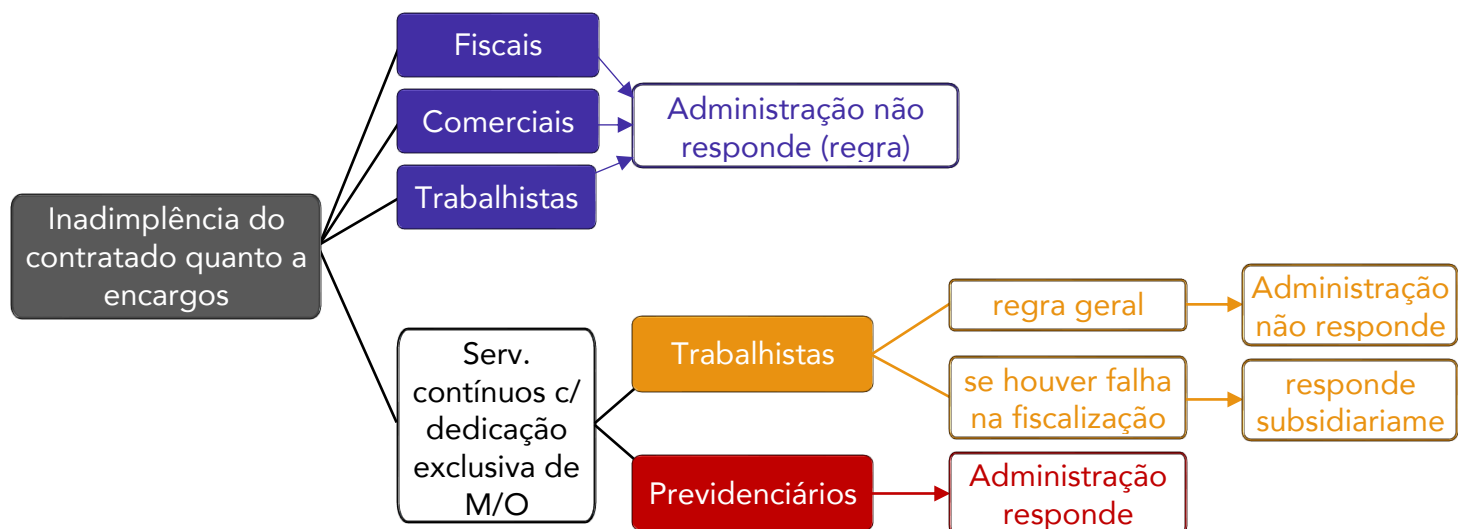 Fiscais
Comerciais
Trabalhistas
Administração não
responde (regra)
Inadimplência do
contratado quanto a
encargos
Serv.
contínuos c/
dedicação
exclusiva de
M/O
Trabalhistas
regra geral
Administração
não responde
se houver falha
na fiscalização
responde
subsidiariame
Previdenciários
Administração
responde